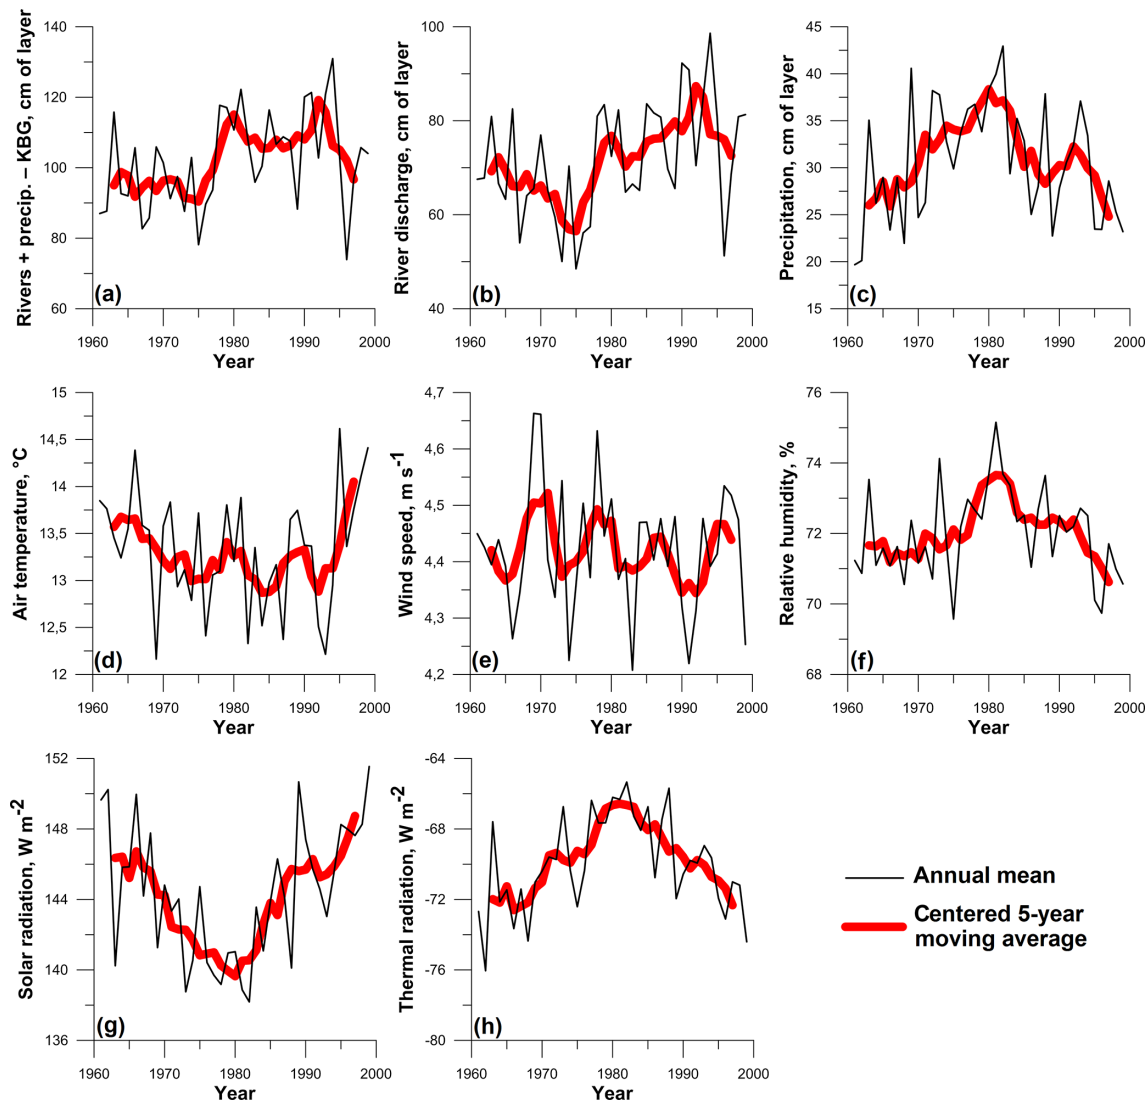 Rivers + precip. – KBG, cm of layer
140
120
100
80
60
(a)
1960 1970 1980 1990 2000
Year
River discharge, cm of layer
100
80
60
40
(b)
1960 1970 1980 1990 2000
Year
Precipitation, cm of layer
45
40
35
30
25
20
15
(c)
1960 1970 1980 1990 2000
Year
Air temperature, °C
15
14,5
14
13,5
13
12,5
12
(d)
1960 1970 1980 1990 2000
Year
Wind speed, m s-1
4,7
4,6
4,5
4,4
4,3
4,2
(e)
1960 1970 1980 1990 2000
Year
Relative humidity, %
76
74
72
70
68
(f)
1960 1970 1980 1990 2000
Year
Solar radiation, W m-2
152
148
144
140
136
(g)
1960 1970 1980 1990 2000
Year
Thermal radiation, W m-2
-64
-68
-72
-76
-80
(h)
1960 1970 1980 1990 2000
Year
Annual mean
Centered 5-year
moving average